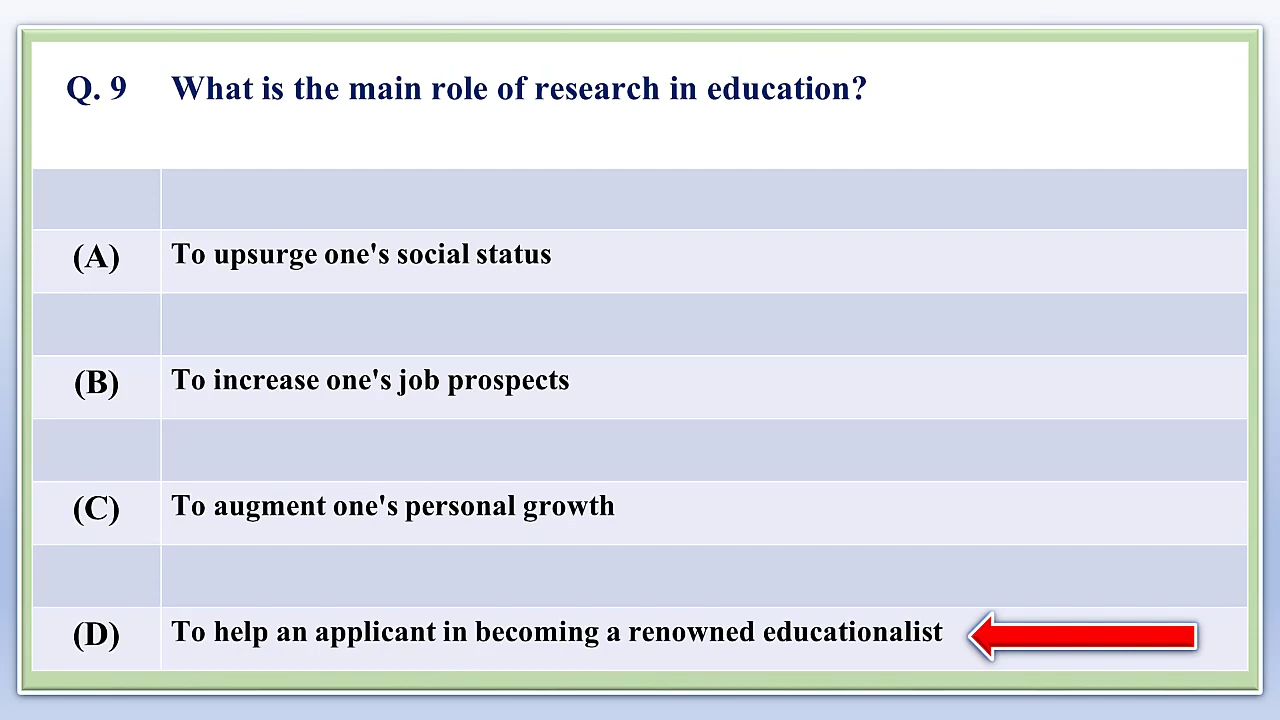 Q. 9 What is the main role of research in education?
(A) To upsurge one's social status
(B) To increase one's job prospects
(C) To augment one's personal growth
(D) To help an applicant in becoming a renowned educationalist